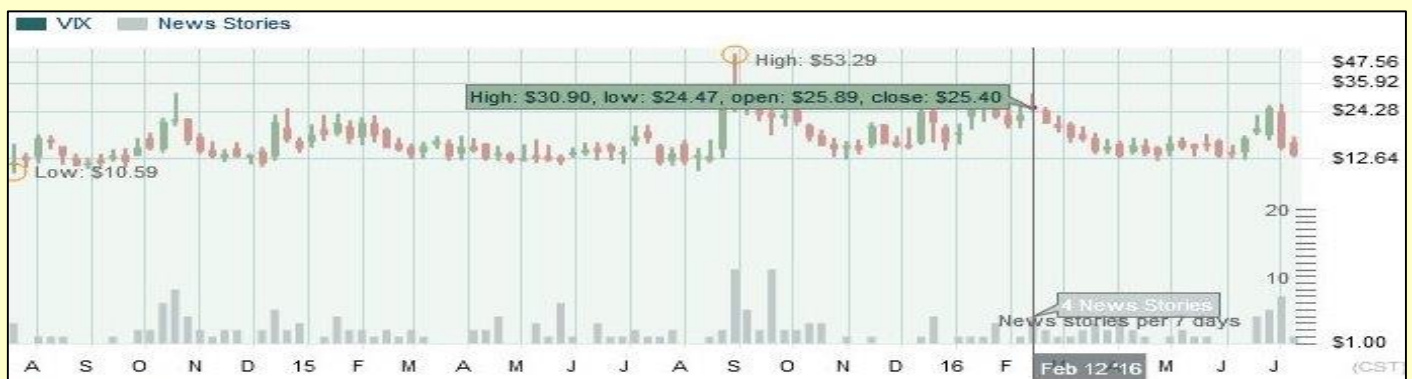 VIX News Stories
High: $53.29
$47.56
$35.92
High: $30.90, low: $24.47, open: $25.89, close: $25.40
$24.28
$12.64
Low: $10.59
20
10
4 News Stories
News stories per 7 days
$1.00
A S O N D 15 F M A M J J A S O N D 16 F Feb 12 '16 M J J (CST)